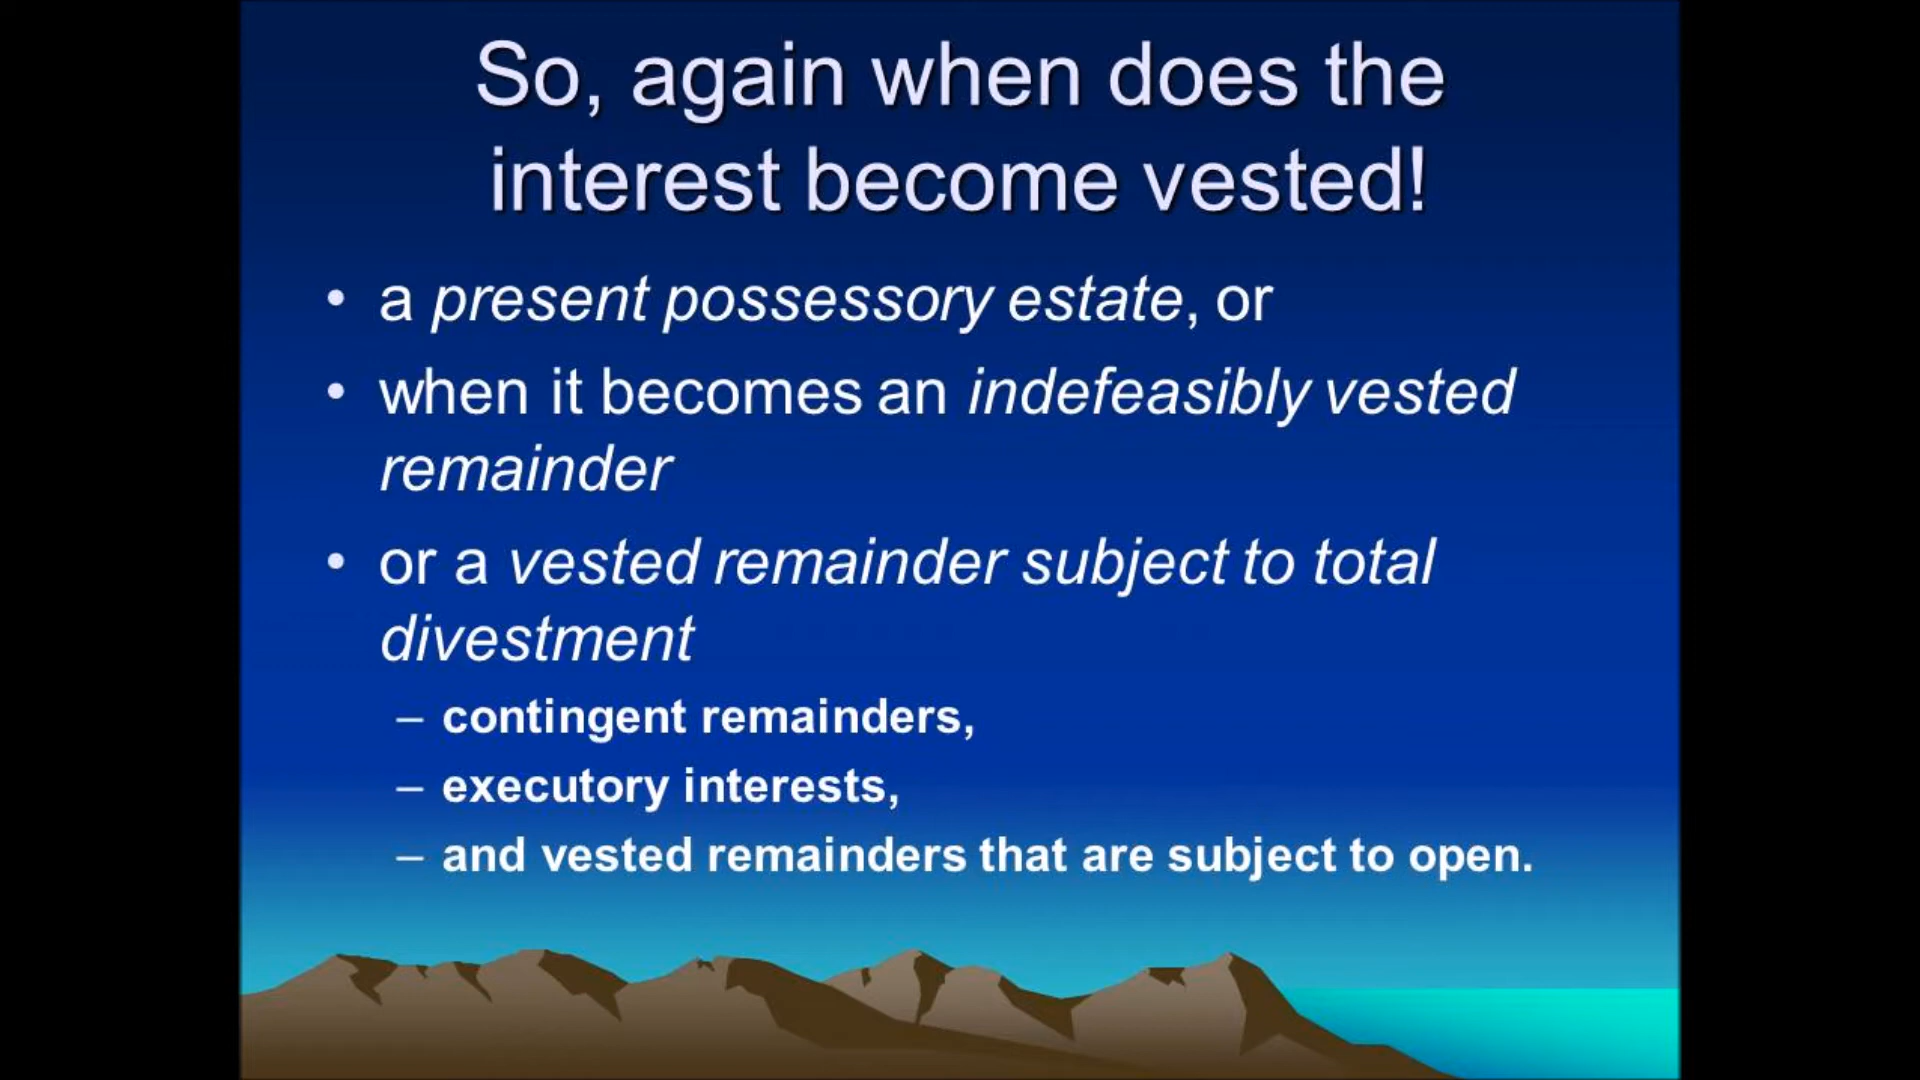 So, again when does the
interest become vested!
• a present possessory estate, or
• when it becomes an indefeasibly vested
remainder
• or a vested remainder subject to total
divestment
– contingent remainders,
– executory interests,
– and vested remainders that are subject to open.